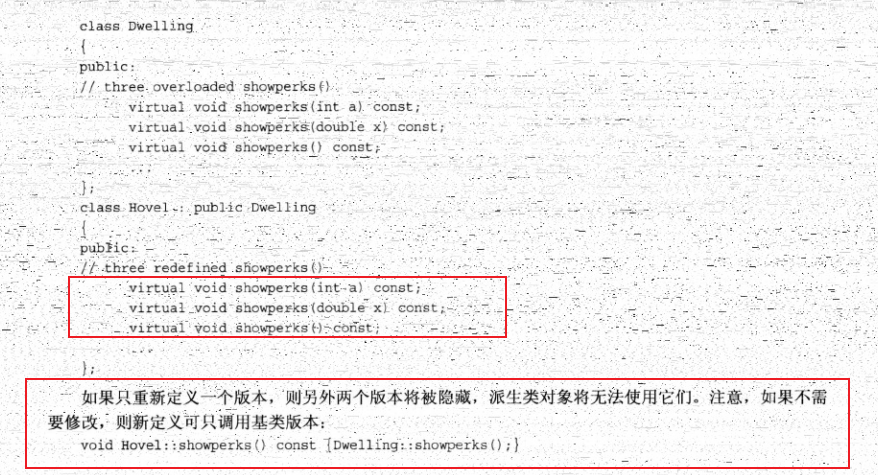 class Dwelling
{
public:
// three overloaded showperks()
virtual void showperks(int a) const;
virtual void showperks(double x) const;
virtual void showperks() const;
...
};
class Hovel : public Dwelling
{
public:
// three redefined showperks()
virtual void showperks(int a) const;
virtual void showperks(double x) const;
virtual void showperks() const;
...
};
如果只重新定义一个版本，则另外两个版本将被隐藏，派生类对象将无法使用它们。注意，如果不需
要修改，则新定义可只调用基类版本：
void Hovel::showperks() const {Dwelling::showperks();}